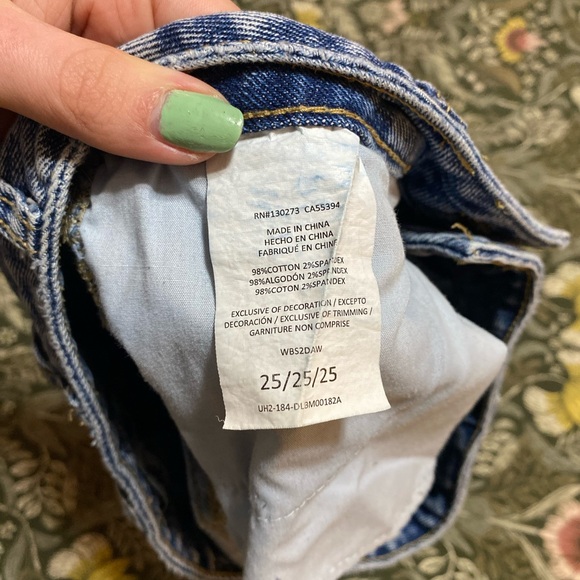 RN#130273 CA55394
MADE IN CHINA
HECHO EN CHINA
FABRIQUÉ EN CHINE
98%COTTON 2%SPANDEX
98%ALGODÓN 2%SPANDEX
98%COTON 2%SPANDEX
EXCLUSIVE OF DECORATION / EXCEPTO
DECORACIÓN / EXCLUSIVE OF TRIMMING /
GARNITURE NON COMPRISE
WBS2DAW
25/25/25
UH2-184-DLBM00182A